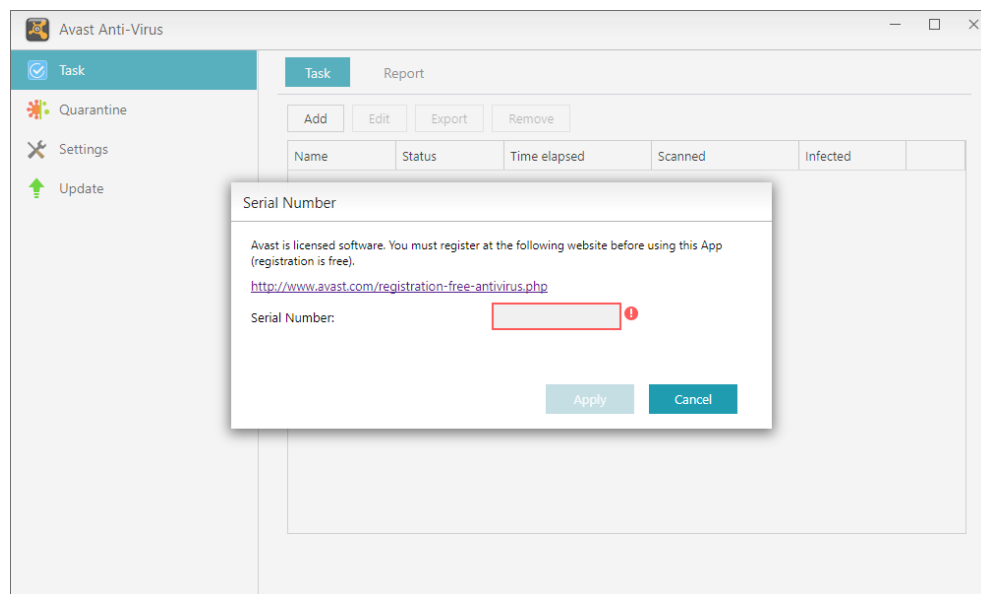 Avast Anti-Virus
Task
Quarantine
Settings
Update
Task Report
Add Edit Export Remove
Name Status Time elapsed Scanned Infected
Serial Number
Avast is licensed software. You must register at the following website before using this App
(registration is free).
http://www.avast.com/registration-free-antivirus.php
Serial Number:
Apply Cancel